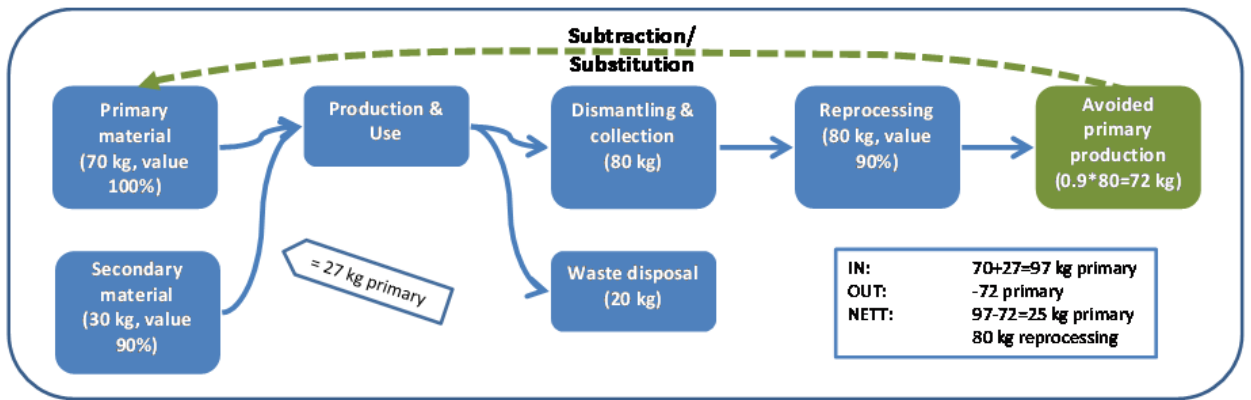 Subtraction/
Substitution
Primary
material
(70 kg, value
100%)
Production &
Use
Dismantling &
collection
(80 kg)
Reprocessing
(80 kg, value
90%)
Avoided
primary
production
(0.9*80=72 kg)
Secondary
material
(30 kg, value
90%)
= 27 kg primary
Waste disposal
(20 kg)
IN: 70+27=97 kg primary
OUT: -72 primary
NETT: 97-72=25 kg primary
80 kg reprocessing